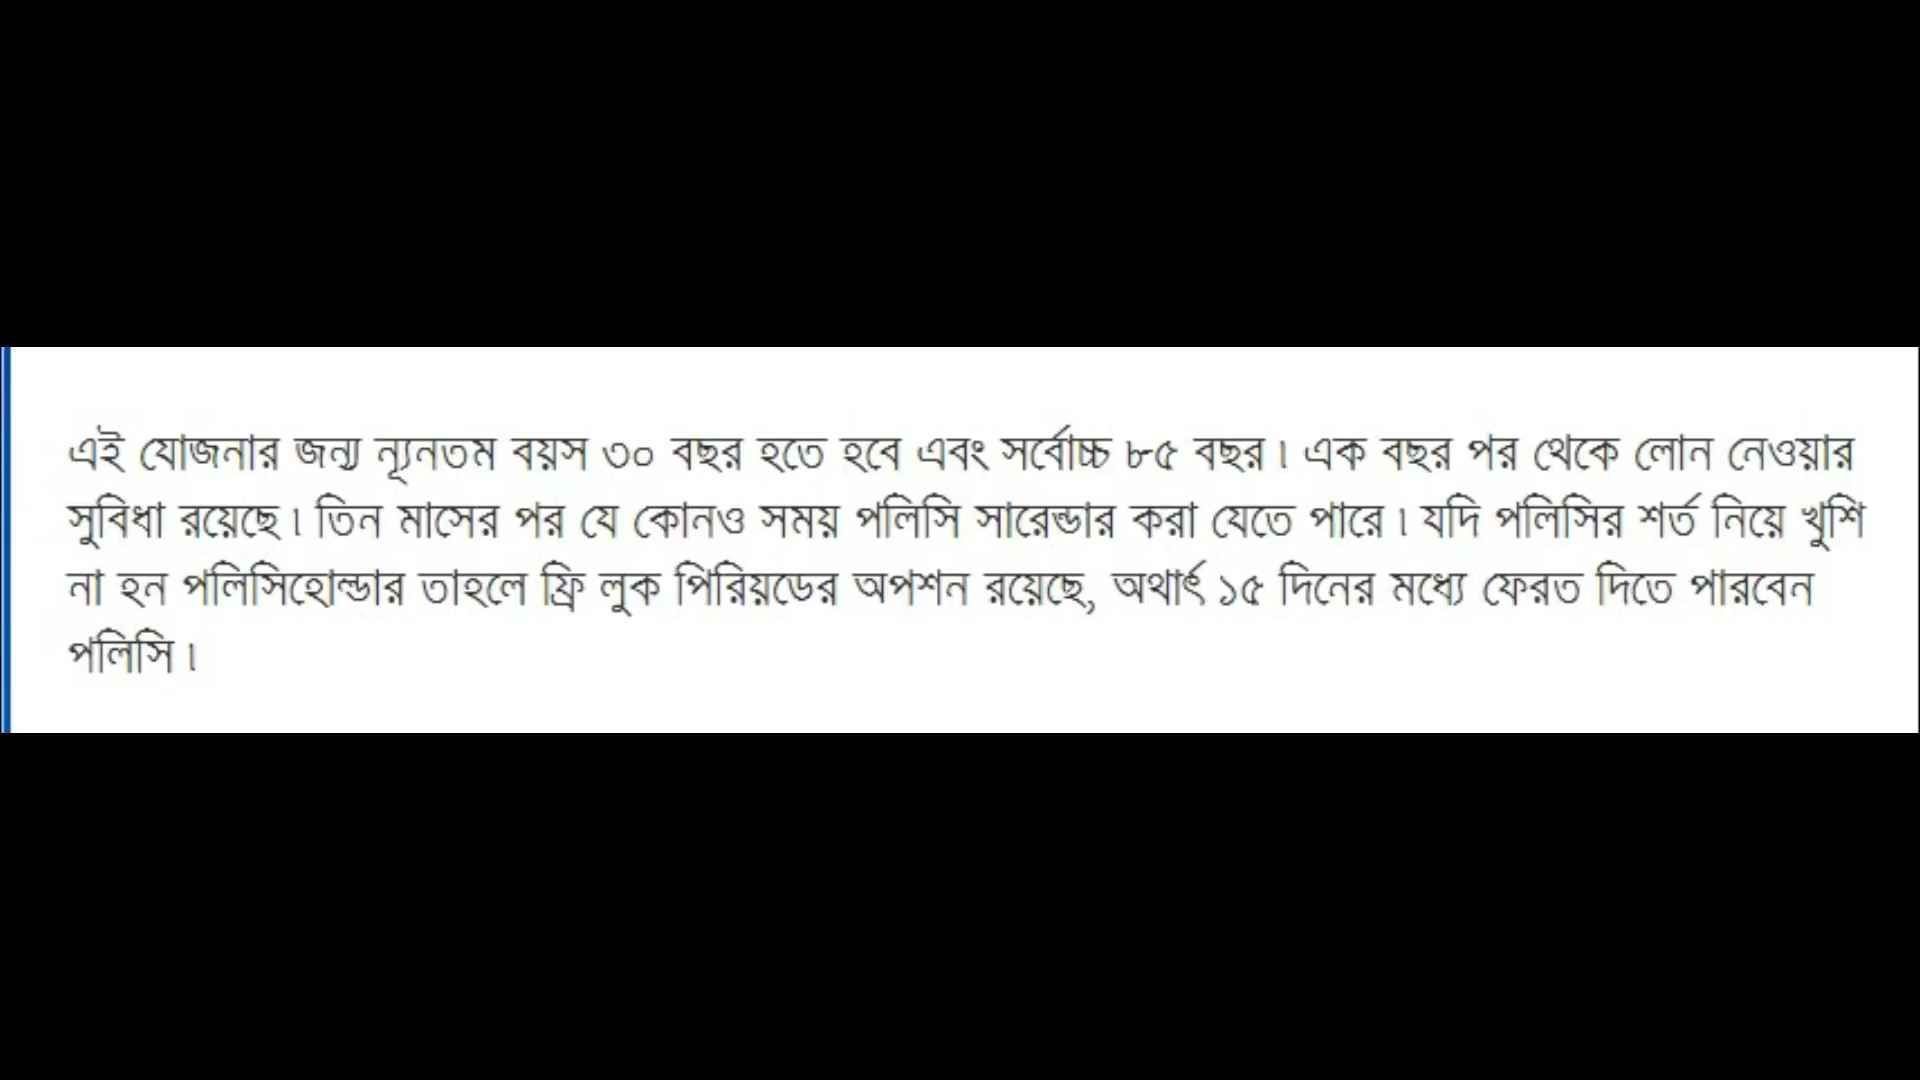 এই যোজনার জন্য ন্যূনতম বয়স ৩০ বছর হতে হবে এবং সর্বোচ্চ ৮৫ বছর ৷ এক বছর পর থেকে লোন নেওয়ার
সুবিধা রয়েছে ৷ তিন মাসের পর যে কোনও সময় পলিসি সারেন্ডার করা যেতে পারে ৷ যদি পলিসির শর্ত নিয়ে খুশি
না হন পলিসিহোল্ডার তাহলে ফ্রি লুক পিরিয়ডের অপশন রয়েছে, অথার্ৎ ১৫ দিনের মধ্যে ফেরত দিতে পারবেন
পলিসি ৷